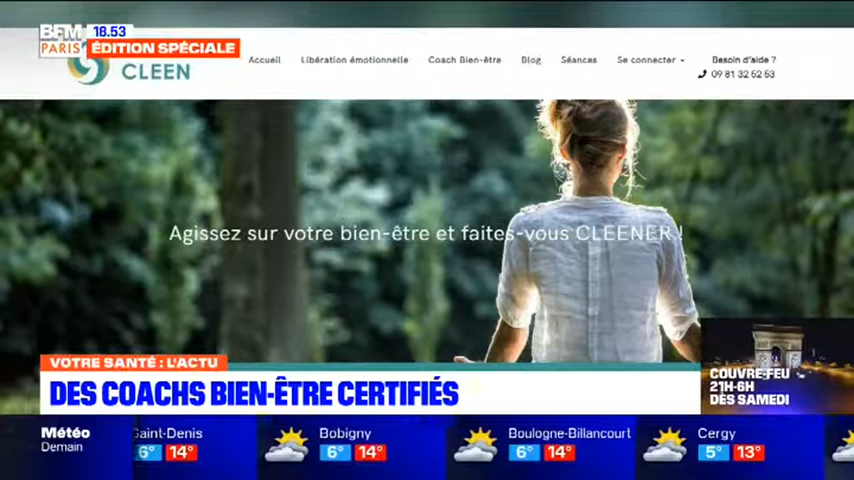 BFM
PARIS
16.53
ÉDITION SPÉCIALE
CLEEN
Accueil
Libération émotionnelle
Coach Bien-être
Blog
Séances
Se connecter
Besoin d'aide ?
09 81 32 52 53
Agissez sur votre bien-être et faites-vous CLEENER !
VOTRE SANTÉ : L'ACTU
DES COACHS BIEN-ÊTRE CERTIFIÉS
COUVRE-FEU
21H-6H
DÈS SAMEDI
Météo
Demain
Saint-Denis
6° 14°
Bobigny
6° 14°
Boulogne-Billancourt
6° 14°
Cergy
5° 13°